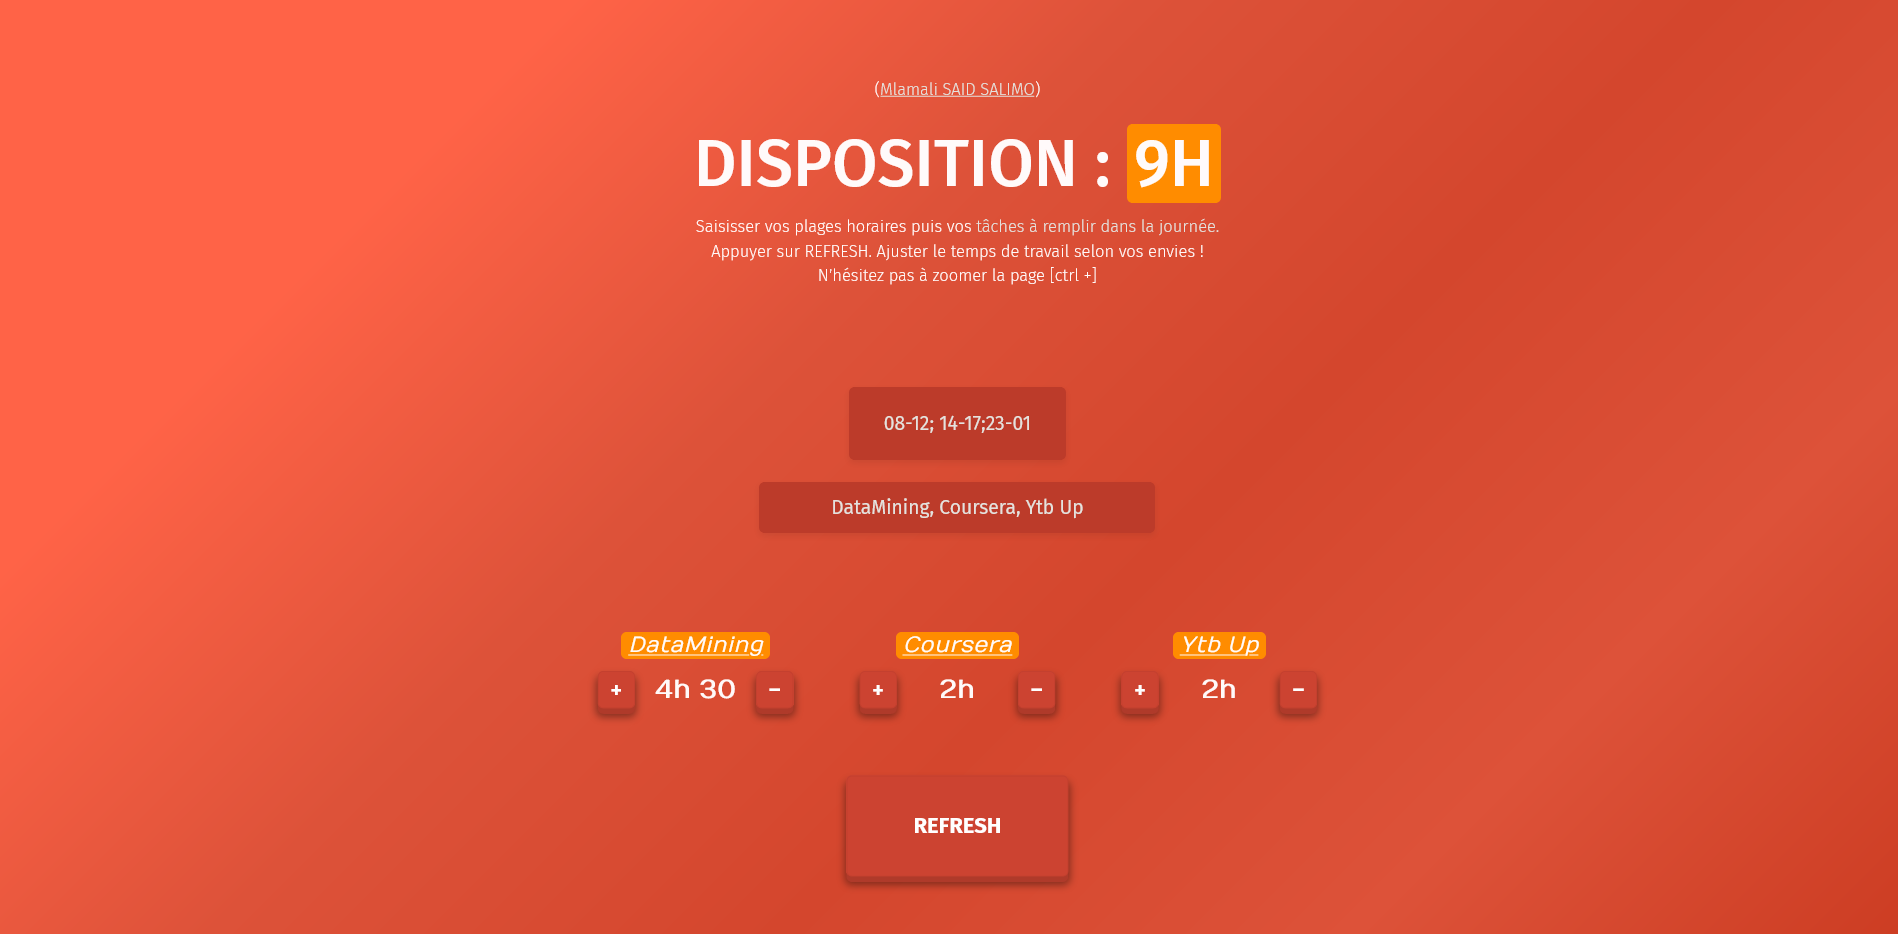 (Mlamali SAID SALIMO)
DISPOSITION : 9H
Saisisser vos plages horaires puis vos tâches à remplir dans la journée.
Appuyer sur REFRESH. Ajuster le temps de travail selon vos envies !
N'hésitez pas à zoomer la page [ctrl +]
08-12; 14-17;23-01
DataMining, Coursera, Ytb Up
DataMining Coursera Ytb Up
+ 4h 30 - + 2h - + 2h -
REFRESH